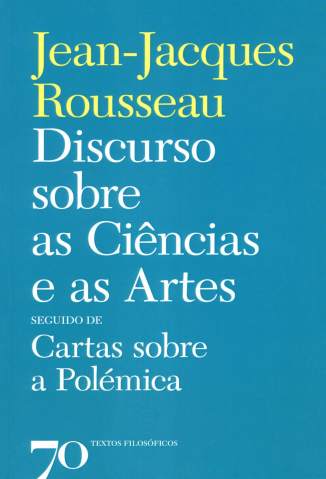 Jean-Jacques
Rousseau
Discurso
sobre
as Ciências
e as Artes
SEGUIDO DE
Cartas sobre
a Polémica
70 TEXTOS FILOSÓFICOS